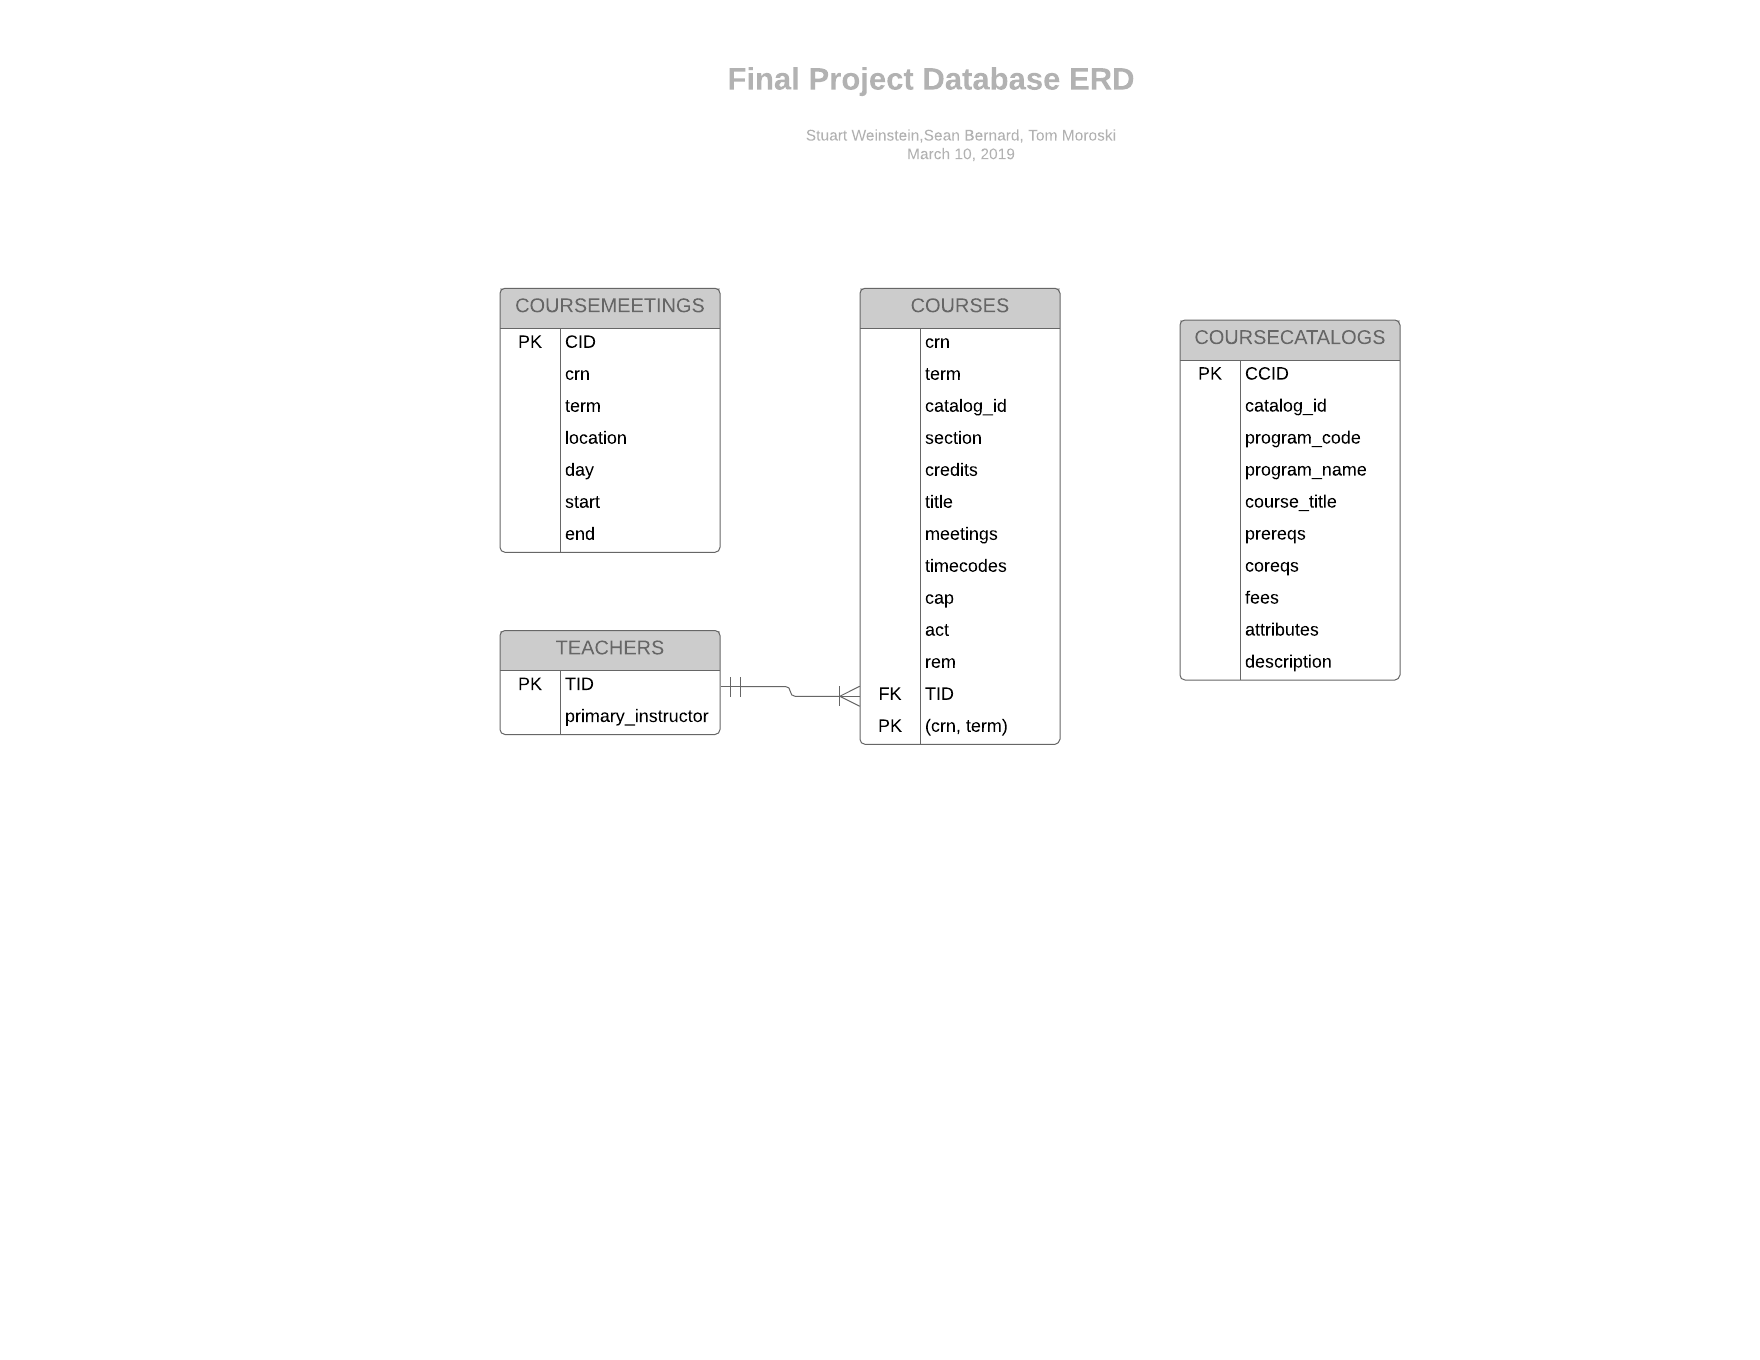 Final Project Database ERD
Stuart Weinstein,Sean Bernard, Tom Moroski
March 10, 2019
COURSEMEETINGS
PK CID
crn
term
location
day
start
end
TEACHERS
PK TID
primary_instructor
COURSES
crn
term
catalog_id
section
credits
title
meetings
timecodes
cap
act
rem
FK TID
PK (crn, term)
COURSECATALOGS
PK CCID
catalog_id
program_code
program_name
course_title
prereqs
coreqs
fees
attributes
description